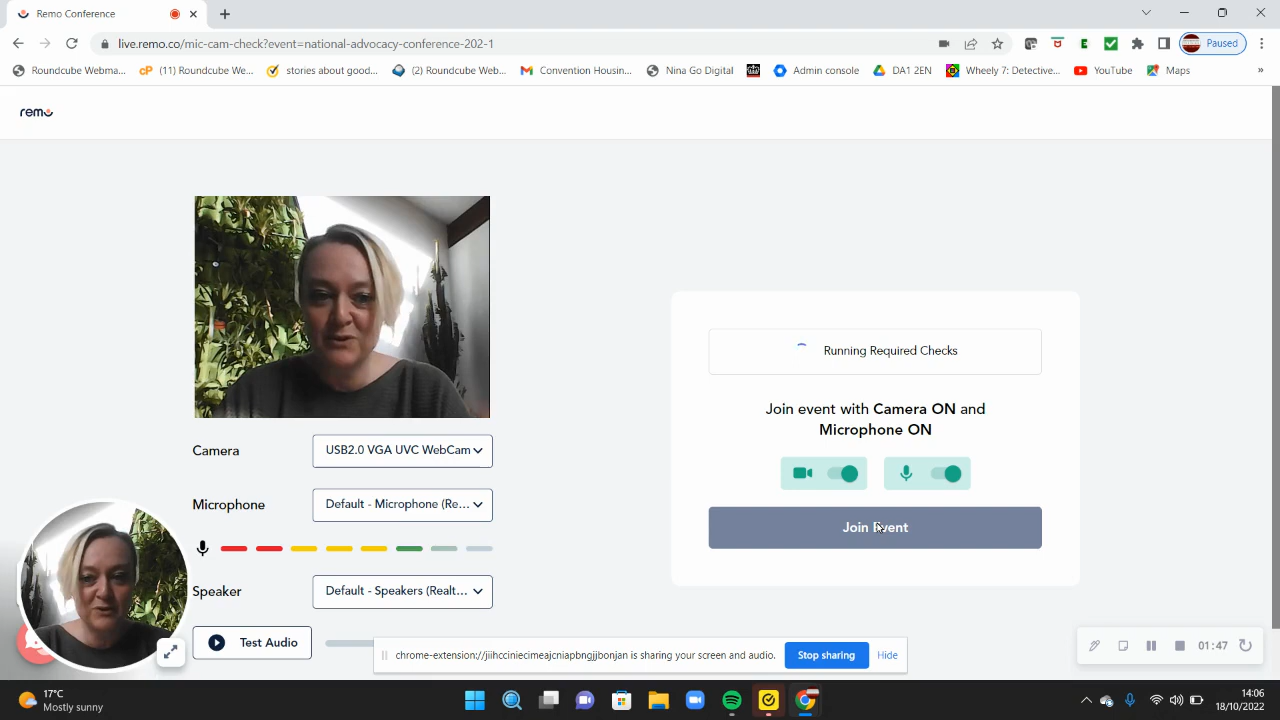 Remo Conference
live.remo.co/mic-cam-check?event=national-advocacy-conference-202-1
Paused
Roundcube Webma...
(11) Roundcube We...
stories about good...
(2) Roundcube Web...
Convention Housin...
Nina Go Digital
Admin console
DA1 2EN
Wheely 7: Detective...
YouTube
Maps
»
remo
Running Required Checks
Join event with Camera ON and
Microphone ON
Join Event
Camera
USB2.0 VGA UVC WebCam
Microphone
Default - Microphone (Re...
Speaker
Default - Speakers (Realt...
Test Audio
chrome-extension://jiihcciniecimeajcniapbngjjbonjan is sharing your screen and audio.
Stop sharing
Hide
01:47
17°C
Mostly sunny
14:06
18/10/2022